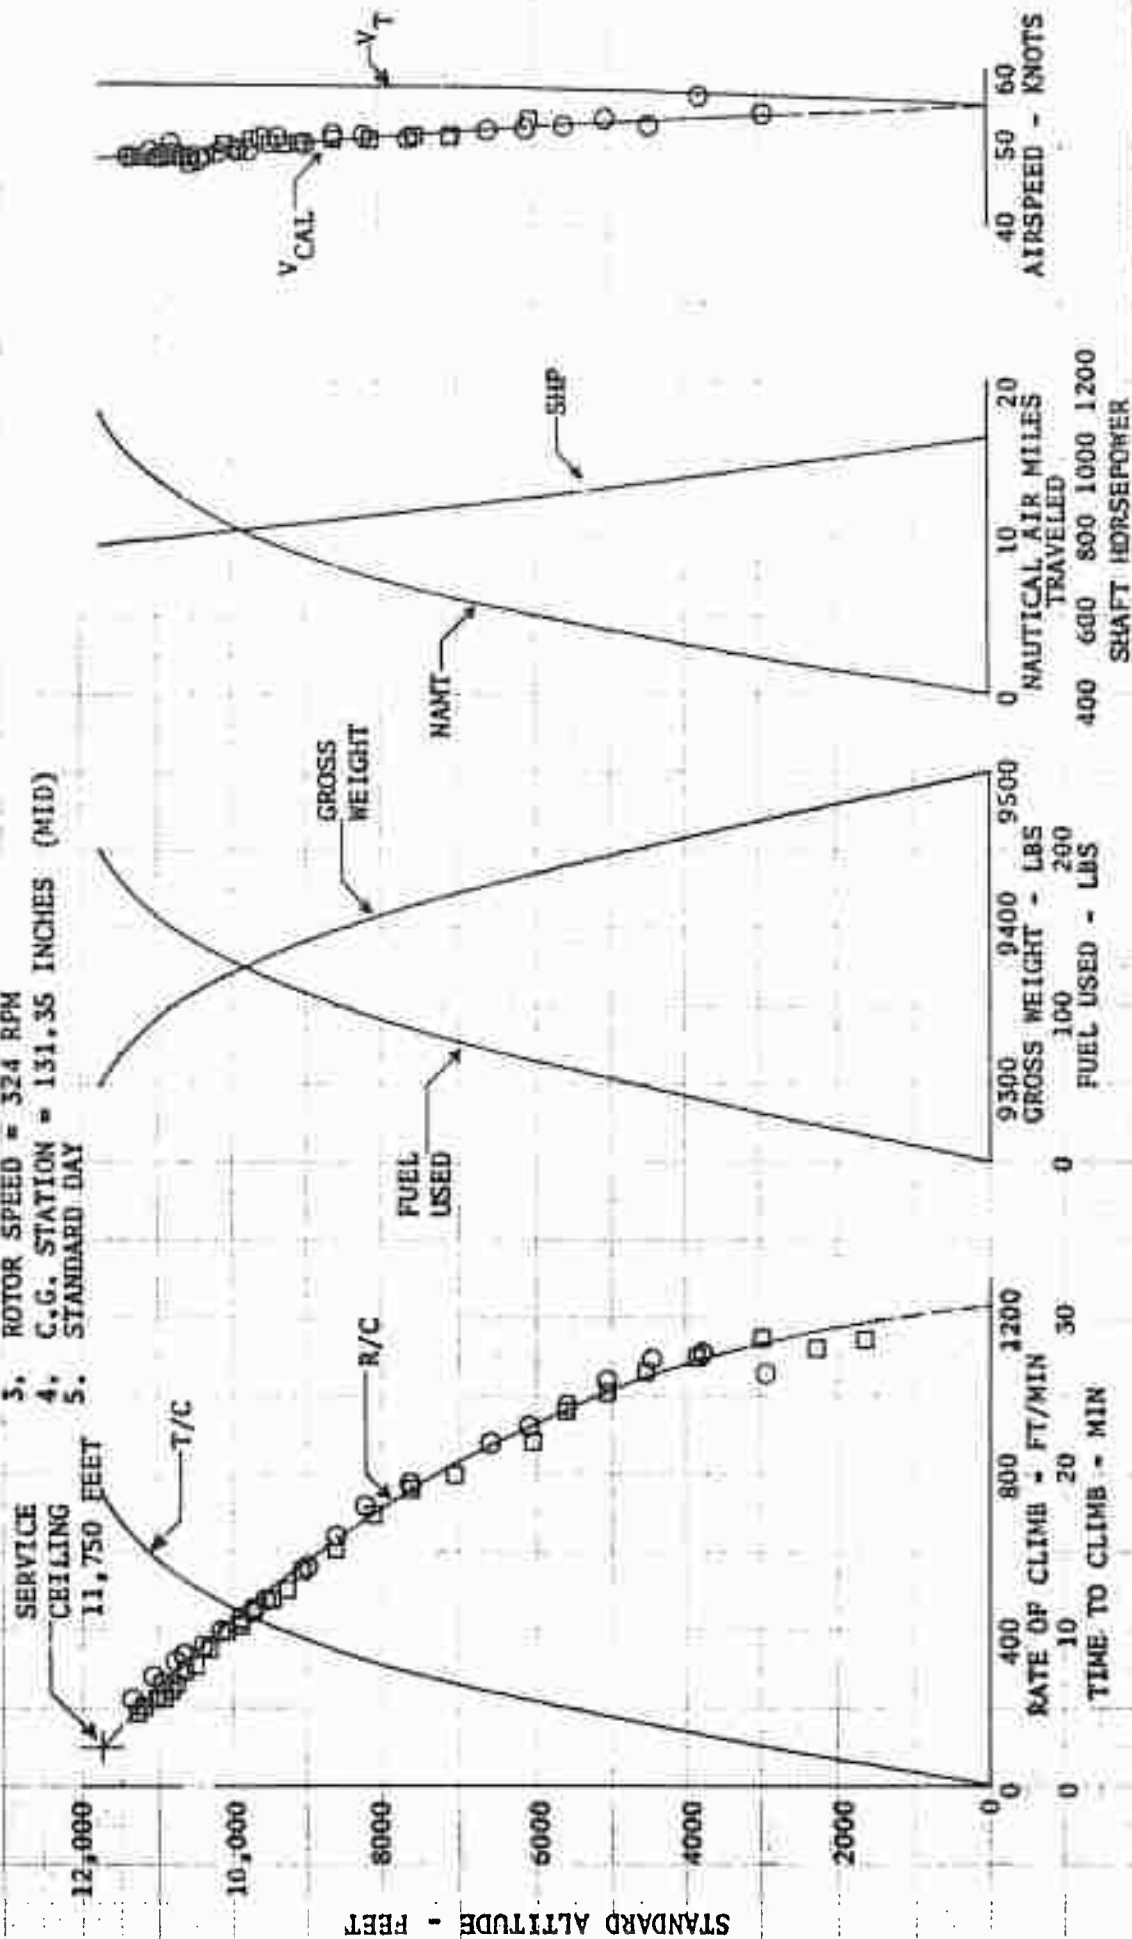 3. ROTOR SPEED = 324 RPM
4. C.G. STATION = 131.35 INCHES (MID)
5. STANDARD DAY
SERVICE
CEILING
11,750 FEET
T/C
R/C
FUEL
USED
GROSS
WEIGHT
NAMT
SHP
VCAL
VT
STANDARD ALTITUDE - FEET
12,000
10,000
8000
6000
4000
2000
0
0 400 800 1200
RATE OF CLIMB - FT/MIN
0 10 20 30
TIME TO CLIMB - MIN
9300 9400 9500
GROSS WEIGHT - LBS
0 100 200
FUEL USED - LBS
0 10 20
NAUTICAL AIR MILES
TRAVELED
400 600 800 1000 1200
SHAFT HORSEPOWER
40 50 60
AIRSPEED - KNOTS